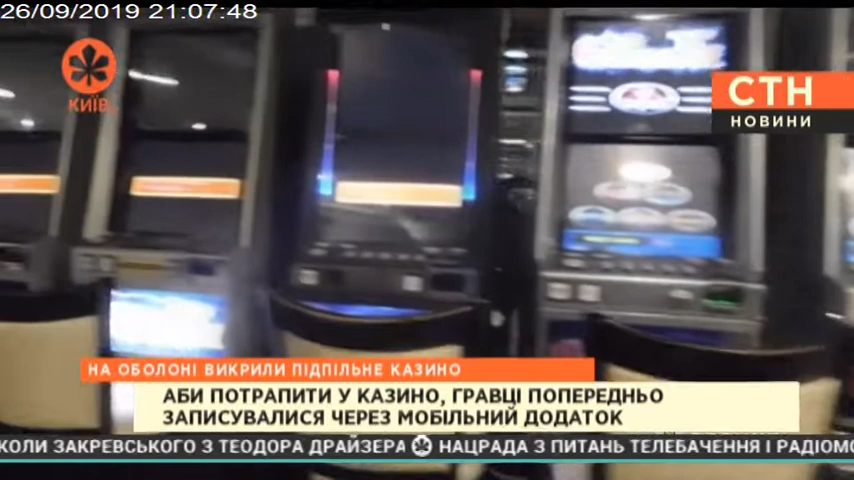 26/09/2019 21:07:48
КИЇВ
СТН
НОВИНИ
НА ОБОЛОНІ ВИКРИЛИ ПІДПІЛЬНЕ КАЗИНО
АБИ ПОТРАПИТИ У КАЗИНО, ГРАВЦІ ПОПЕРЕДНЬО
ЗАПИСУВАЛИСЯ ЧЕРЕЗ МОБІЛЬНИЙ ДОДАТОК
КОЛИ ЗАКРЕВСЬКОГО З ТЕОДОРА ДРАЙЗЕРА НАЦРАДА З ПИТАНЬ ТЕЛЕБАЧЕННЯ І РАДІОМО